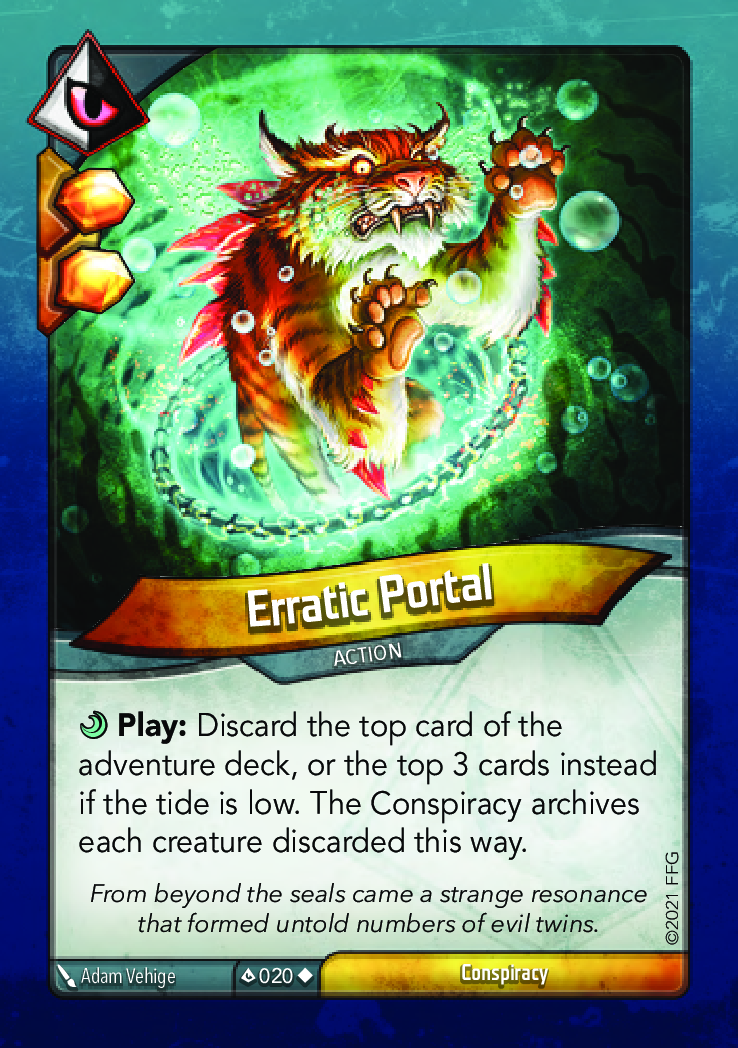 Erratic Portal
ACTION
Play: Discard the top card of the
adventure deck, or the top 3 cards instead
if the tide is low. The Conspiracy archives
each creature discarded this way.
From beyond the seals came a strange resonance
that formed untold numbers of evil twins.
©2021 FFG
Adam Vehige
020
Conspiracy